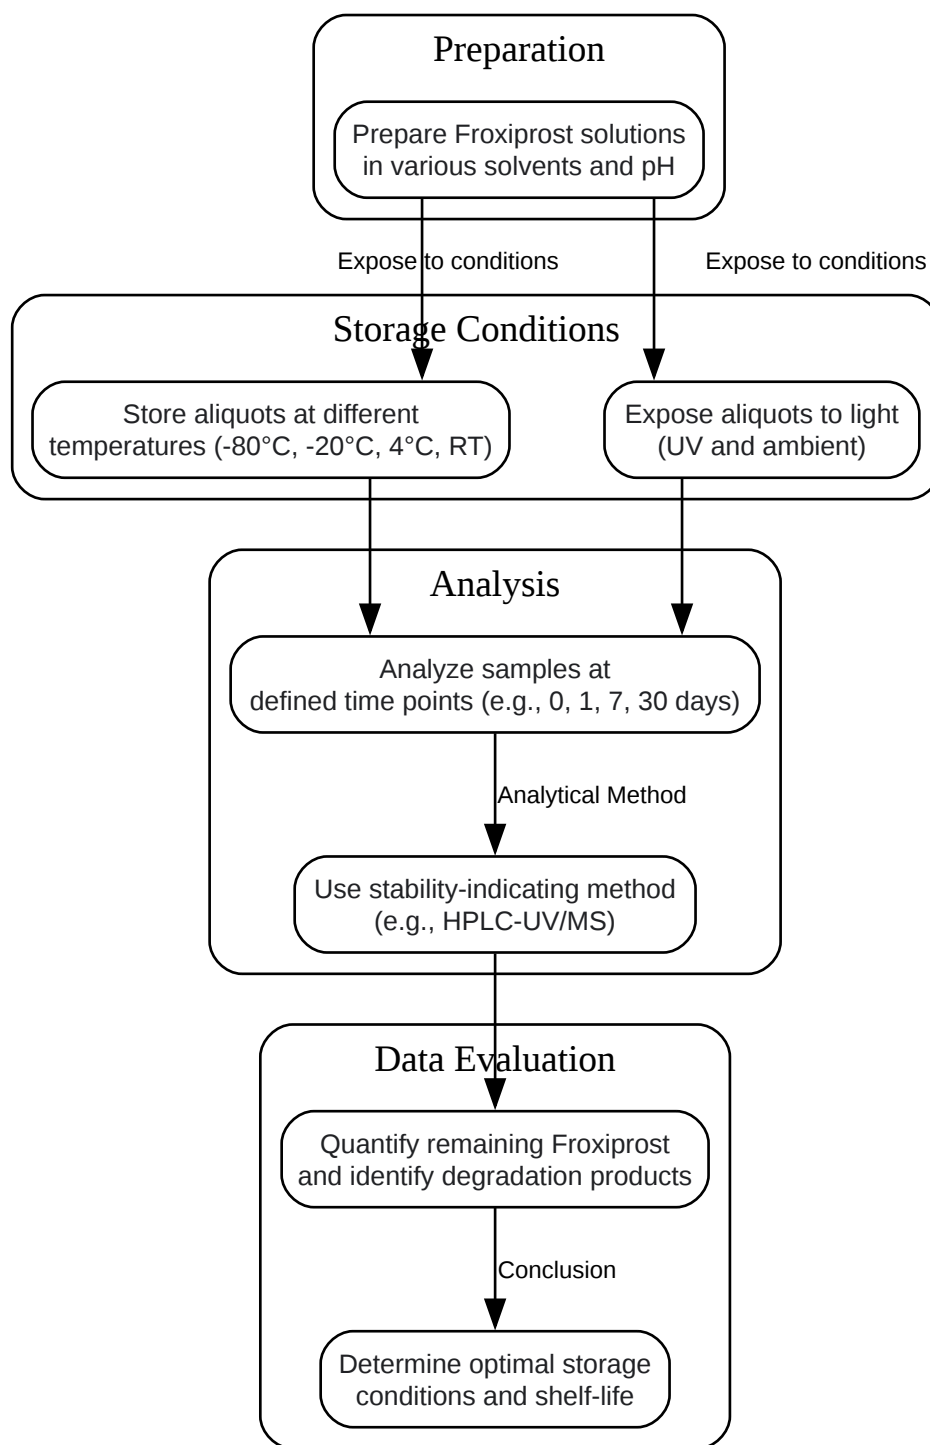 Preparation
Prepare Froxiprost solutions
in various solvents and pH
Expose to conditions
Expose to conditions
Storage Conditions
Store aliquots at different
temperatures (-80°C, -20°C, 4°C, RT)
Expose aliquots to light
(UV and ambient)
Analysis
Analyze samples at
defined time points (e.g., 0, 1, 7, 30 days)
Analytical Method
Use stability-indicating method
(e.g., HPLC-UV/MS)
Data Evaluation
Quantify remaining Froxiprost
and identify degradation products
Conclusion
Determine optimal storage
conditions and shelf-life